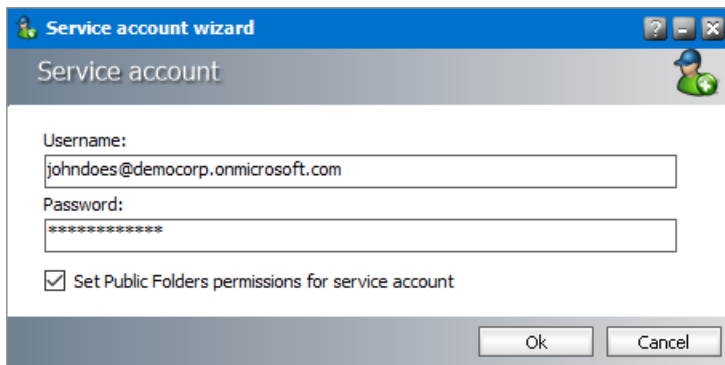 Service account wizard
?
Service account
Username:
johndoes@democorp.onmicrosoft.com
Password:
************
Set Public Folders permissions for service account
Ok Cancel